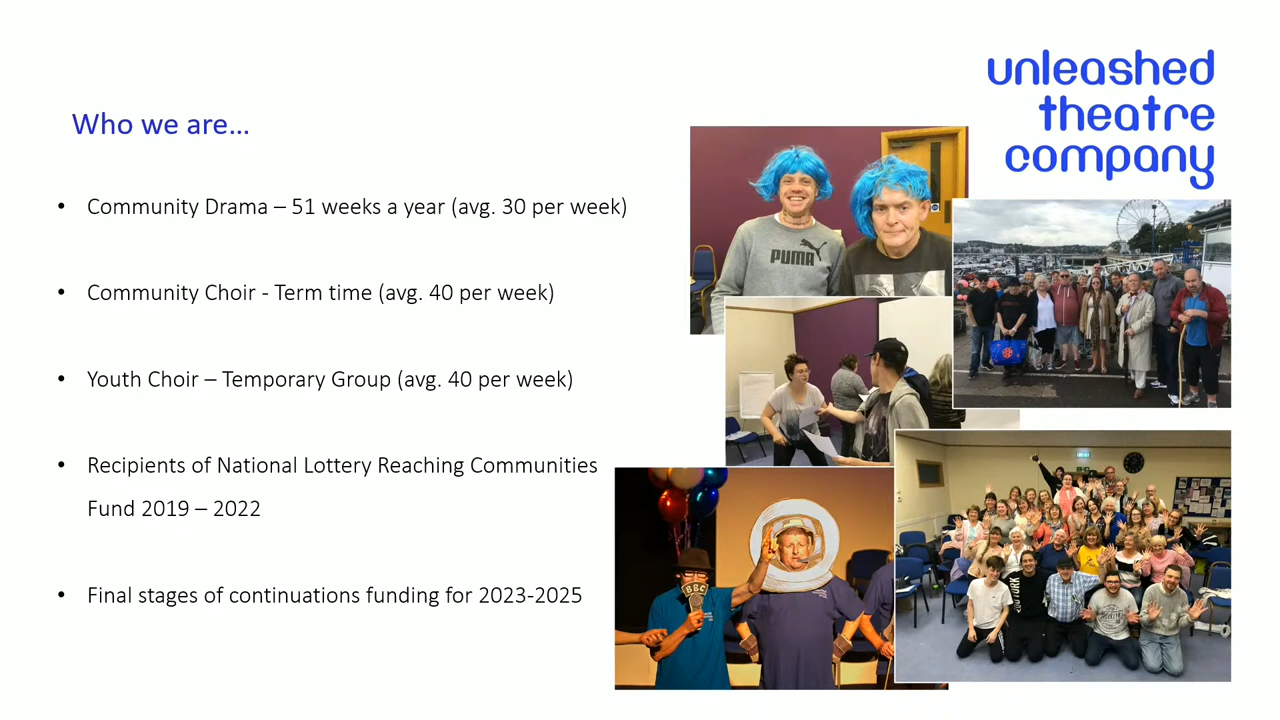 unleashed
theatre
company
Who we are...
• Community Drama – 51 weeks a year (avg. 30 per week)
• Community Choir - Term time (avg. 40 per week)
• Youth Choir – Temporary Group (avg. 40 per week)
• Recipients of National Lottery Reaching Communities
Fund 2019 – 2022
• Final stages of continuations funding for 2023-2025
PUMA
BBC